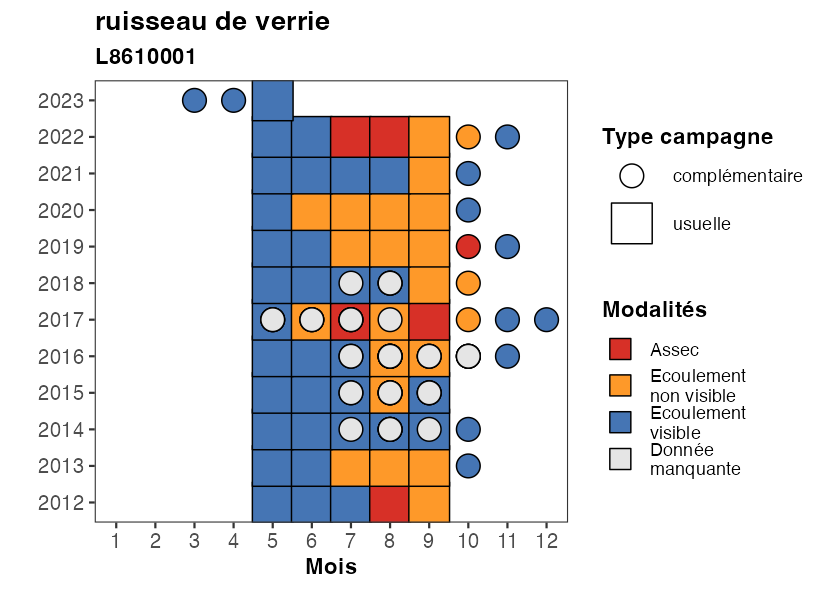 ruisseau de verrie
L8610001
2023
2022
2021
2020
2019
2018
2017
2016
2015
2014
2013
2012
1 2 3 4 5 6 7 8 9 10 11 12
Mois
Type campagne
complémentaire
usuelle
Modalités
Assec
Ecoulement
non visible
Ecoulement
visible
Donnée
manquante